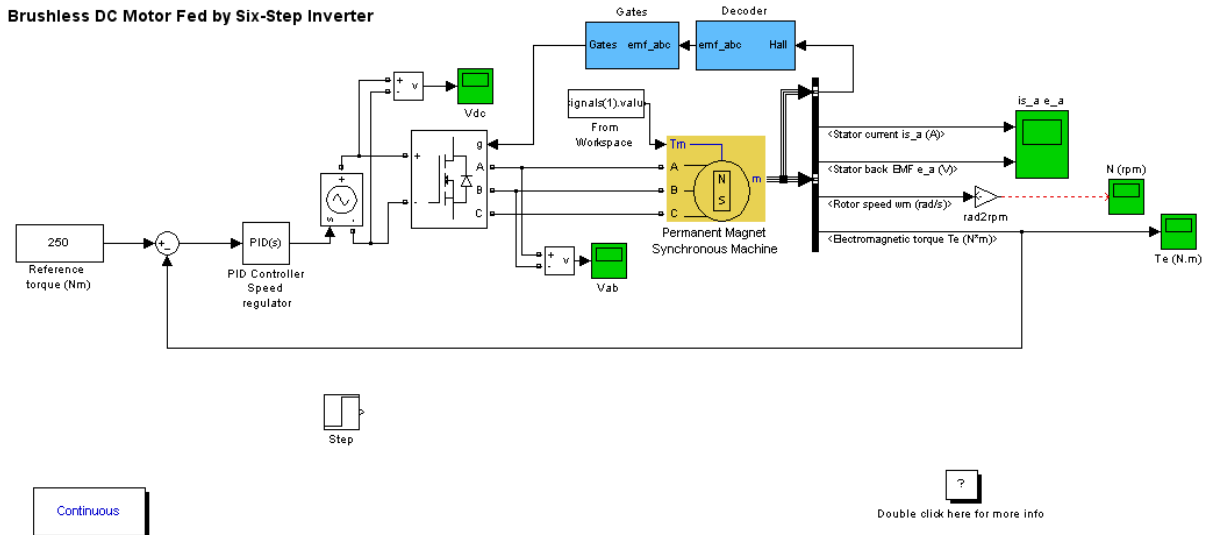 Brushless DC Motor Fed by Six-Step Inverter
Gates
Decoder
Gates emf_abc
emf_abc Hall
+
-
v
Vdc
ignals(1).valu
From
Workspace
is_a e_a
<Stator current is_a (A)>
<Stator back EMF e_a (V)>
N (rpm)
<Rotor speed wm (rad/s)>
rad2rpm
<Electromagnetic torque Te (N*m)>
Te (N.m)
g
+
A
B
-
C
Tm
A
B
C
m
N
S
Permanent Magnet
Synchronous Machine
+
s
-
250
Reference
torque (Nm)
+
-
PID(s)
PID Controller
Speed
regulator
+
-
v
Vab
Step
Continuous
?
Double click here for more info